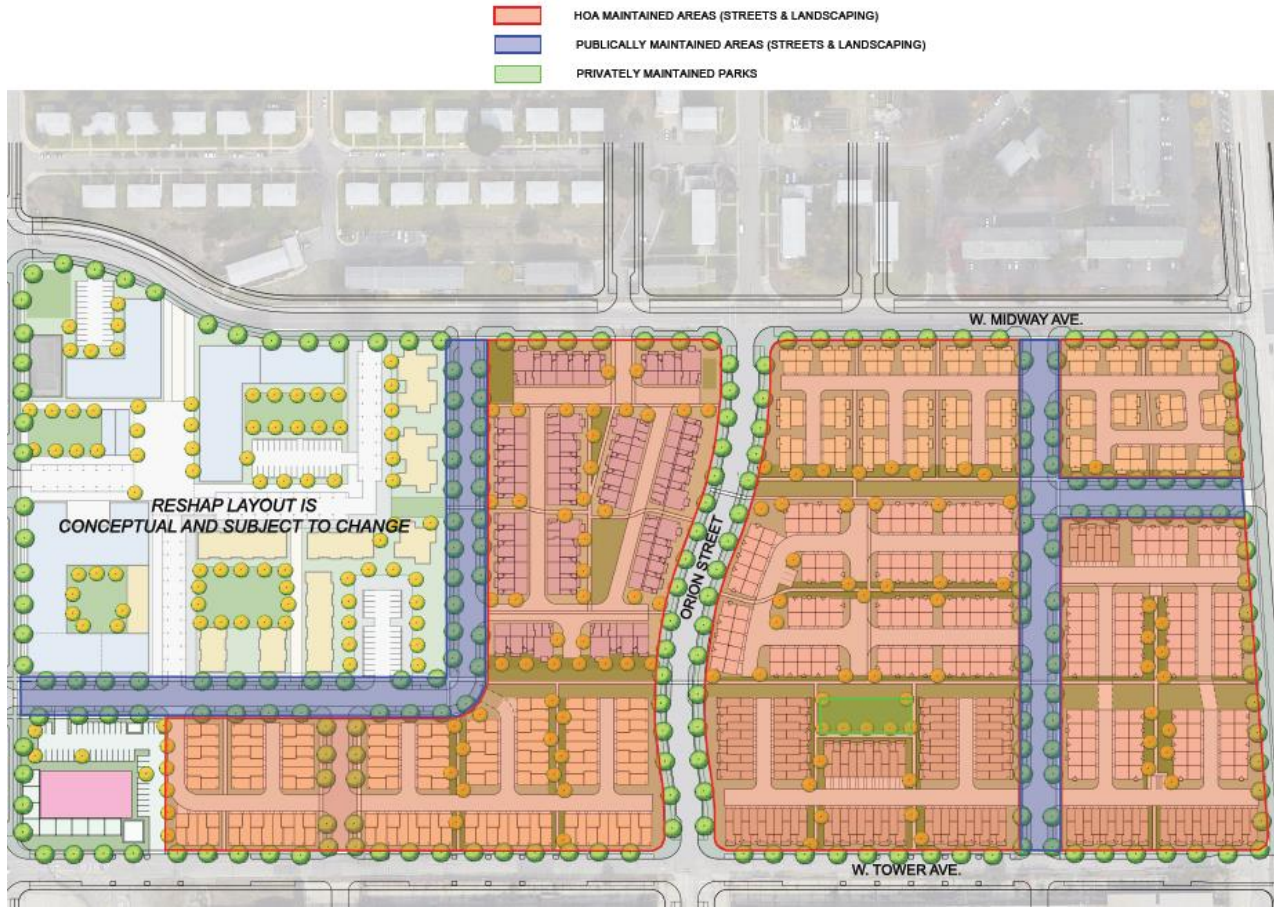 HOA MAINTAINED AREAS (STREETS & LANDSCAPING)
PUBLICALLY MAINTAINED AREAS (STREETS & LANDSCAPING)
PRIVATELY MAINTAINED PARKS
W. MIDWAY AVE.
RESHAP LAYOUT IS
CONCEPTUAL AND SUBJECT TO CHANGE
ORION STREET
W. TOWER AVE.